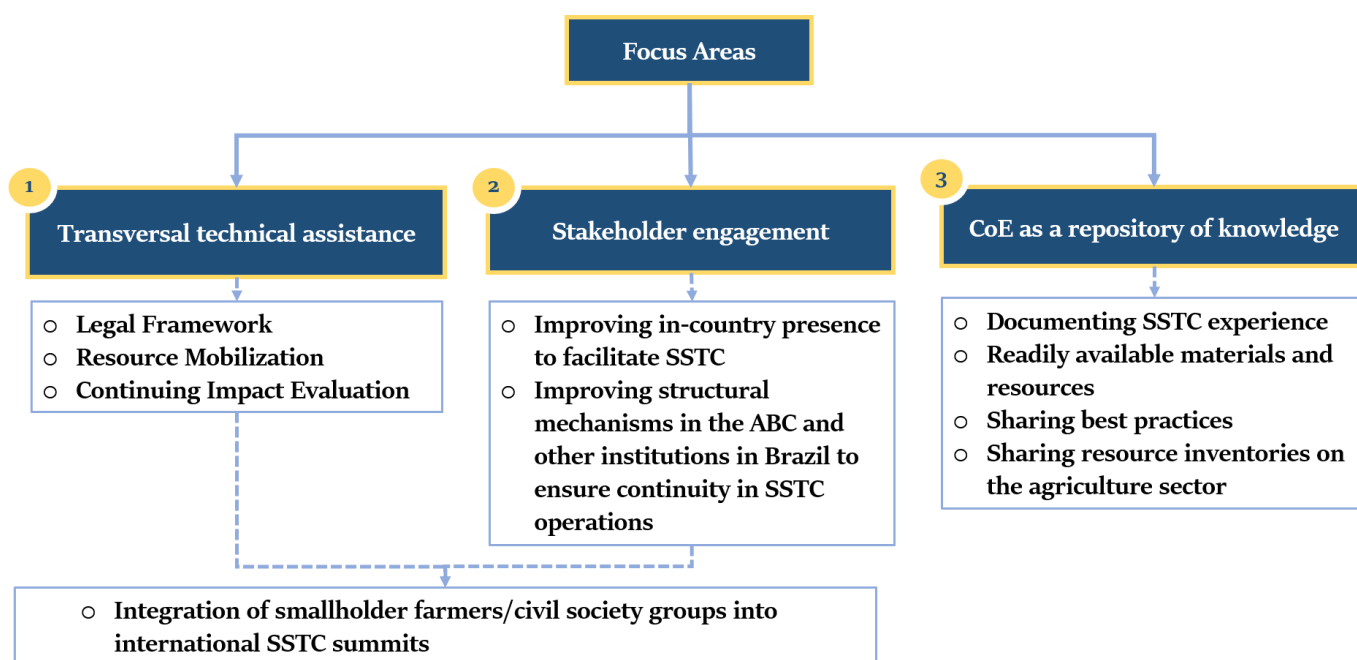 Focus Areas
1
Transversal technical assistance
○ Legal Framework
○ Resource Mobilization
○ Continuing Impact Evaluation
2
Stakeholder engagement
○ Improving in-country presence
to facilitate SSTC
○ Improving structural
mechanisms in the ABC and
other institutions in Brazil to
ensure continuity in SSTC
operations
3
CoE as a repository of knowledge
○ Documenting SSTC experience
○ Readily available materials and
resources
○ Sharing best practices
○ Sharing resource inventories on
the agriculture sector
○ Integration of smallholder farmers/civil society groups into
international SSTC summits